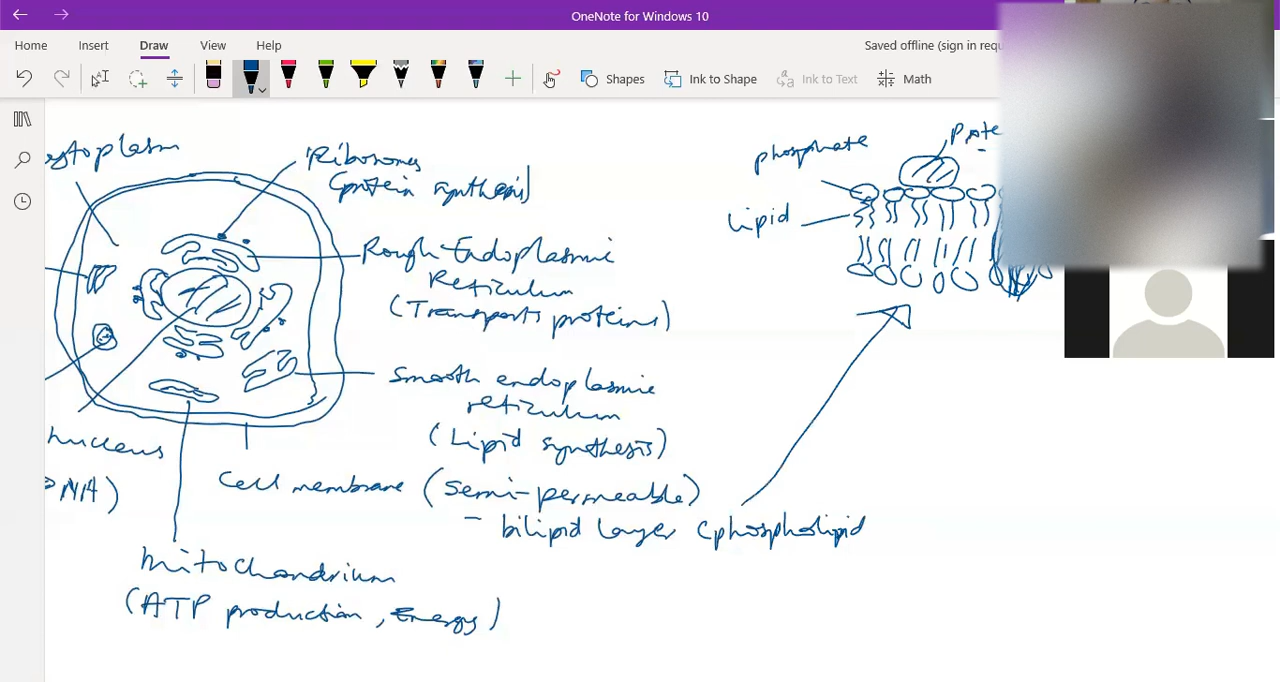 OneNote for Windows 10
Home Insert Draw View Help
Saved offline (sign in requ
Shapes Ink to Shape Ink to Text Math
ytoplasm
Ribosomes
(protein synthesis)
Rough Endoplasmic
Reticulum
(Transports proteins)
Smooth endoplasmic
reticulum
(Lipid synthesis)
nucleus
NA)
Cell membrane (semi-permeable)
- bilipid layer (phospholipid
mitochondrium
(ATP production, Energy)
phosphate
Prote
Lipid